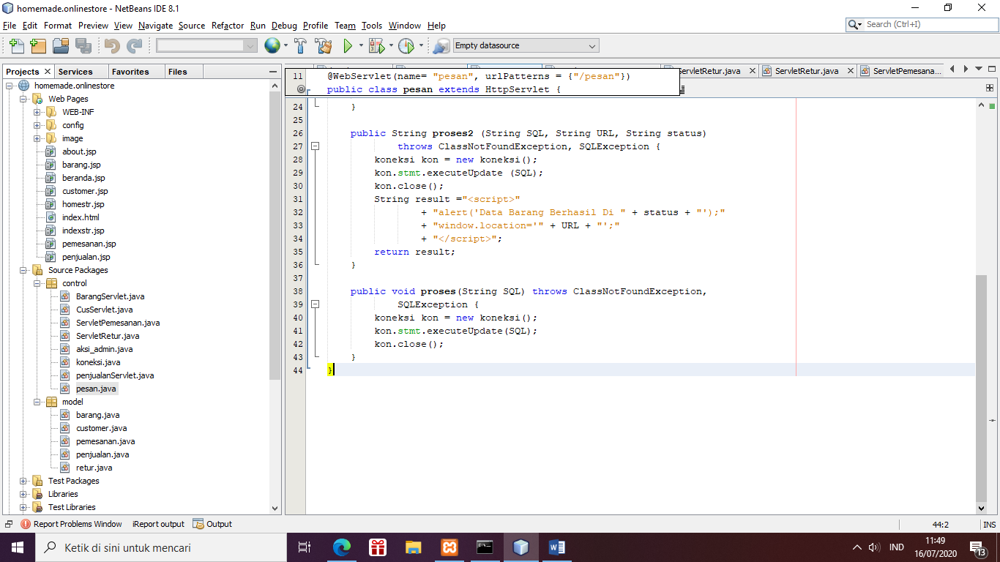 homemade.onlinestore - NetBeans IDE 8.1
File Edit Format Preview View Navigate Source Refactor Run Debug Profile Team Tools Window Help
Search (Ctrl+I)
Empty datasource
Projects Services Favorites Files
ServletRetur.java ServletRetur.java ServletPemesana...
homemade.onlinestore
Web Pages
WEB-INF
config
image
about.jsp
barang.jsp
beranda.jsp
customer.jsp
homestr.jsp
index.html
indexstr.jsp
pemesanan.jsp
penjualan.jsp
Source Packages
control
BarangServlet.java
CusServlet.java
ServletPemesanan.java
ServletRetur.java
aksi_admin.java
koneksi.java
penjualanServlet.java
pesan.java
model
barang.java
customer.java
pemesanan.java
penjualan.java
retur.java
Test Packages
Libraries
Test Libraries
11 @WebServlet(name= "pesan", urlPatterns = {"/pesan"})
public class pesan extends HttpServlet {
24 }
25
26 public String proses2 (String SQL, String URL, String status)
27 throws ClassNotFoundException, SQLException {
28 koneksi kon = new koneksi();
29 kon.stmt.executeUpdate (SQL);
30 kon.close();
31 String result ="<script>"
32 + "alert('Data Barang Berhasil Di " + status + "');"
33 + "window.location='" + URL + "';"
34 + "</script>";
35 return result;
36 }
37
38 public void proses(String SQL) throws ClassNotFoundException,
39 SQLException {
40 koneksi kon = new koneksi();
41 kon.stmt.executeUpdate(SQL);
42 kon.close();
43 }
44 }
Report Problems Window iReport output Output
44:2 INS
Ketik di sini untuk mencari
IND
11:49
16/07/2020
13